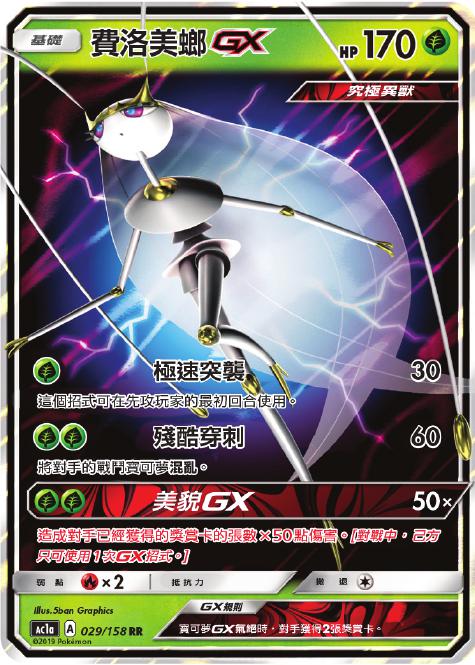 基礎 費洛美螂GX HP 170
究極異獸
極速突襲 30
這個招式可在先攻玩家的最初回合使用。
殘酷穿刺 60
將對手的戰鬥寶可夢混亂。
美貌GX 50×
造成對手已經獲得的獎賞卡的張數×50點傷害。[對戰中,己方
只可使用1次GX招式。]
弱點 ×2 抵抗力 撤退
Illus.5ban Graphics
GX規則
AC1a A 029/158 RR
寶可夢GX氣絕時,對手獲得2張獎賞卡。
©2019 Pokémon